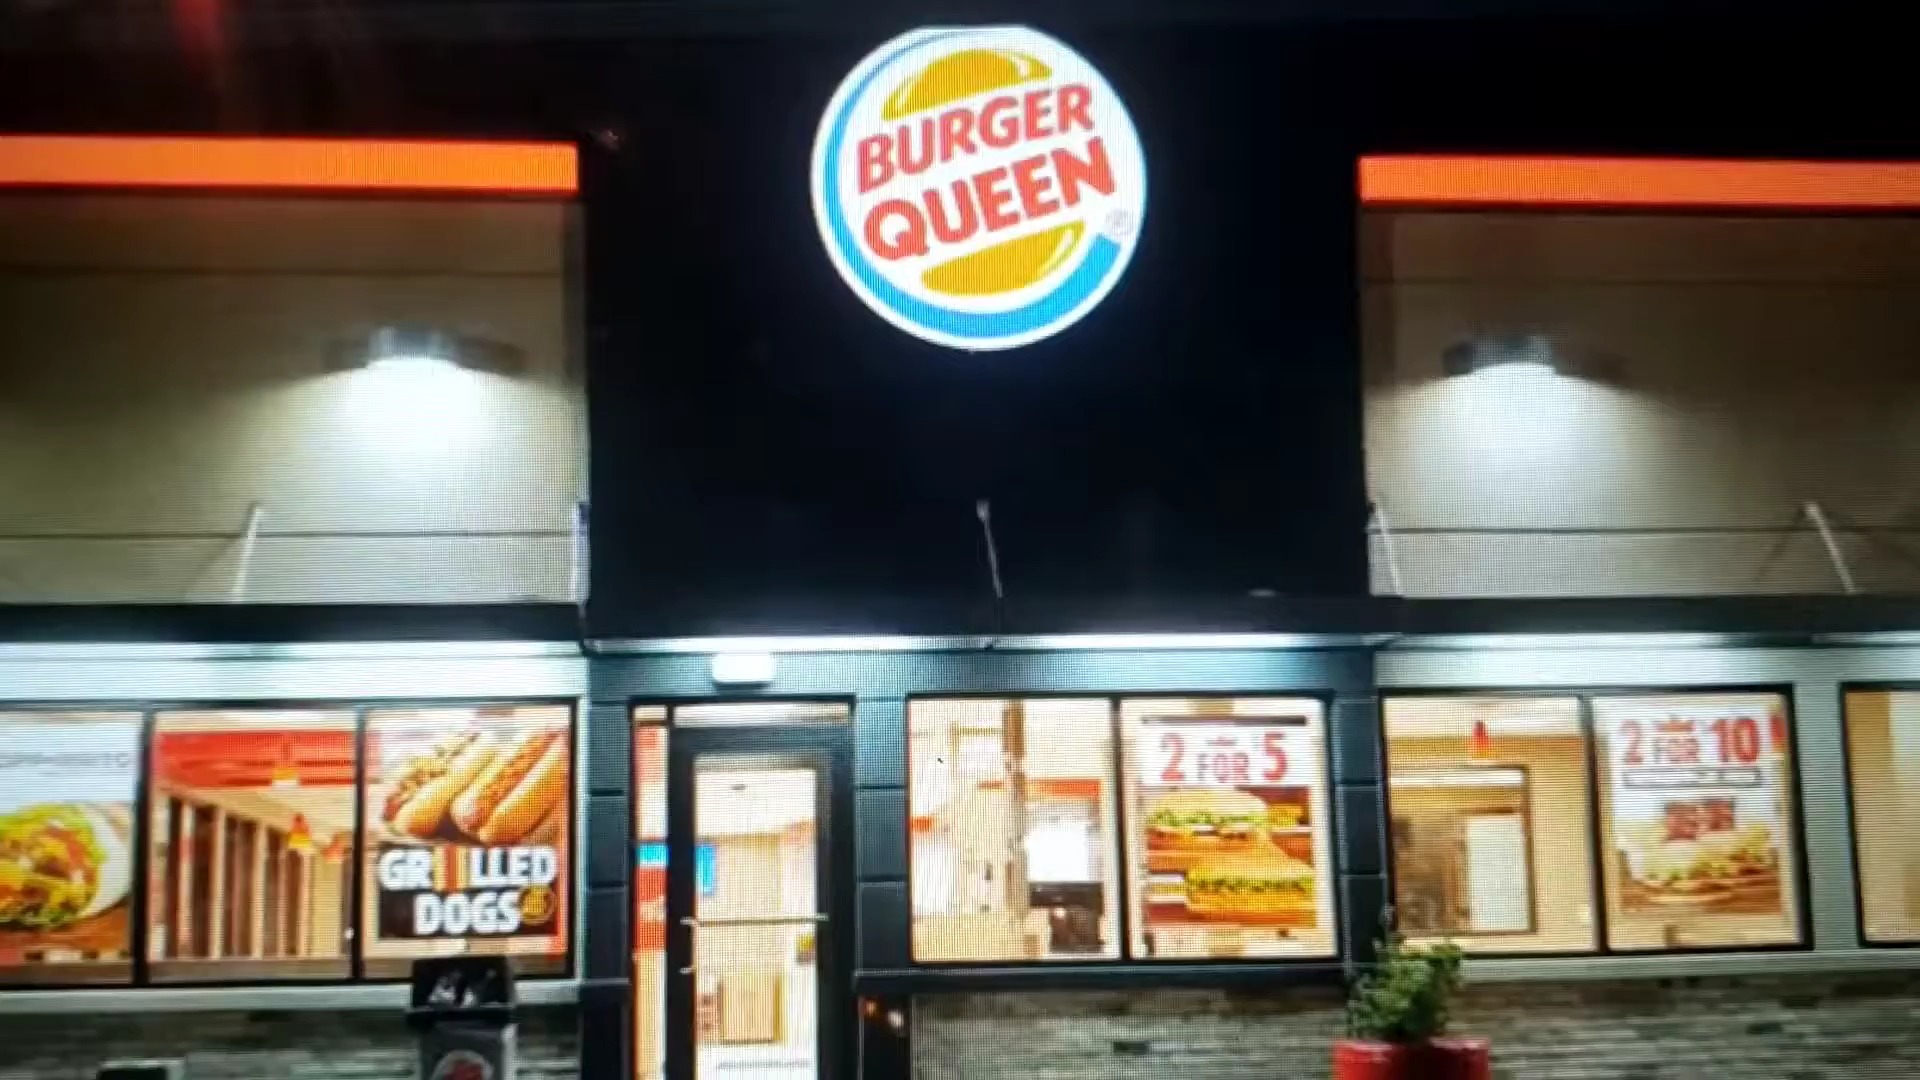 BURGER
QUEEN
®
GRILLED
DOGS
2 FOR 5
2 FOR 10